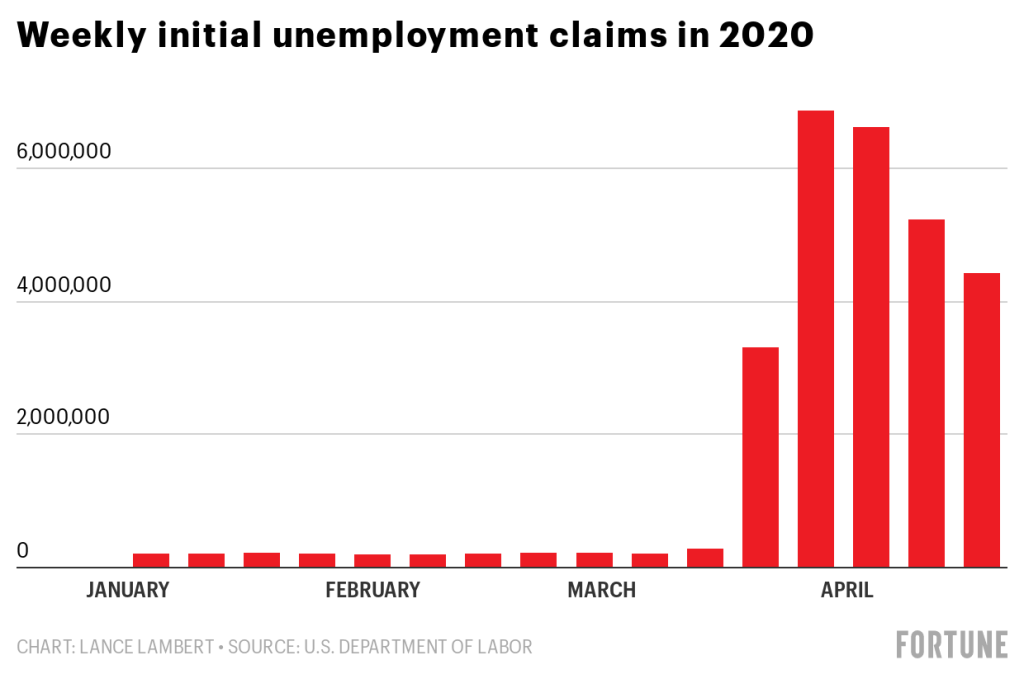 Weekly initial unemployment claims in 2020
6,000,000
4,000,000
2,000,000
0
JANUARY FEBRUARY MARCH APRIL
CHART: LANCE LAMBERT • SOURCE: U.S. DEPARTMENT OF LABOR
FORTUNE